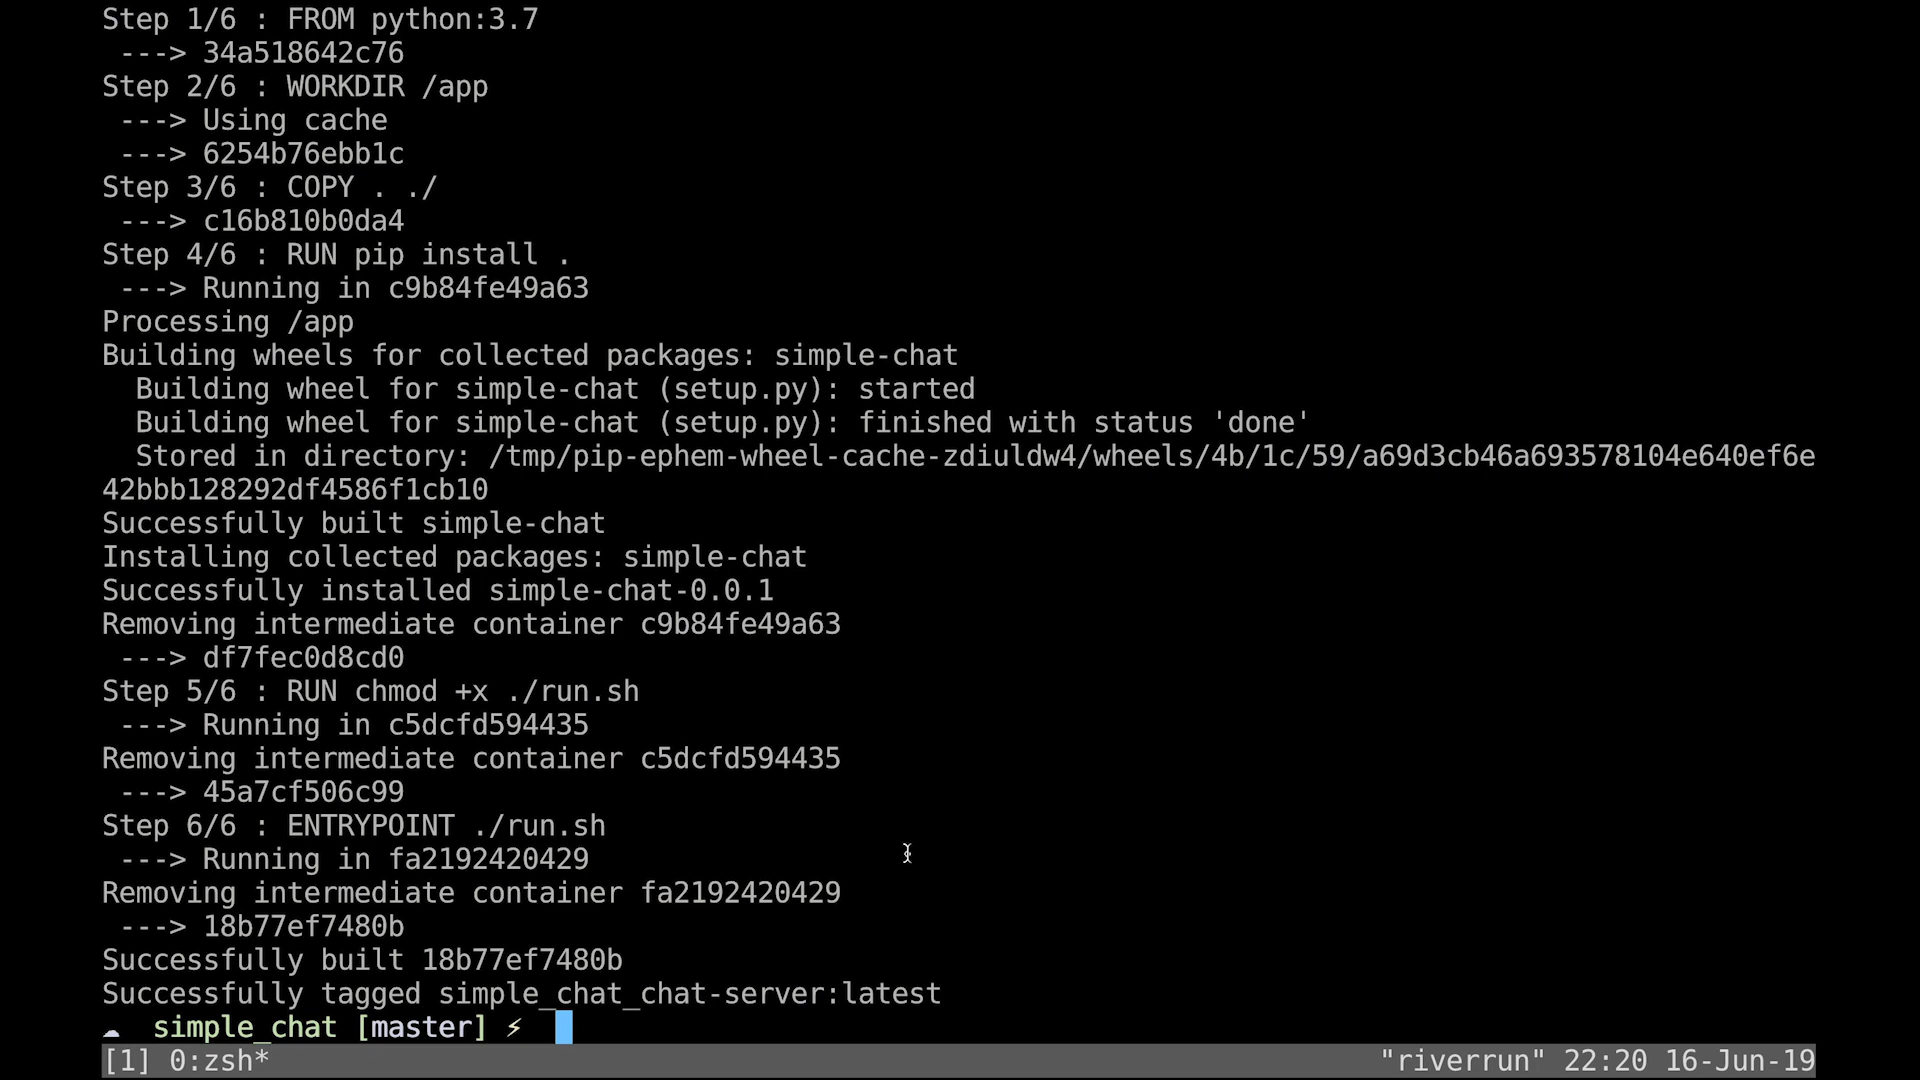 Step 1/6 : FROM python:3.7
 ---> 34a518642c76
Step 2/6 : WORKDIR /app
 ---> Using cache
 ---> 6254b76ebb1c
Step 3/6 : COPY . ./
 ---> c16b810b0da4
Step 4/6 : RUN pip install .
 ---> Running in c9b84fe49a63
Processing /app
Building wheels for collected packages: simple-chat
  Building wheel for simple-chat (setup.py): started
  Building wheel for simple-chat (setup.py): finished with status 'done'
  Stored in directory: /tmp/pip-ephem-wheel-cache-zdiuldw4/wheels/4b/1c/59/a69d3cb46a693578104e640ef6e
42bbb128292df4586f1cb10
Successfully built simple-chat
Installing collected packages: simple-chat
Successfully installed simple-chat-0.0.1
Removing intermediate container c9b84fe49a63
 ---> df7fec0d8cd0
Step 5/6 : RUN chmod +x ./run.sh
 ---> Running in c5dcfd594435
Removing intermediate container c5dcfd594435
 ---> 45a7cf506c99
Step 6/6 : ENTRYPOINT ./run.sh
 ---> Running in fa2192420429
Removing intermediate container fa2192420429
 ---> 18b77ef7480b
Successfully built 18b77ef7480b
Successfully tagged simple_chat_chat-server:latest
☁  simple_chat [master] ⚡
[1] 0:zsh* "riverrun" 22:20 16-Jun-19